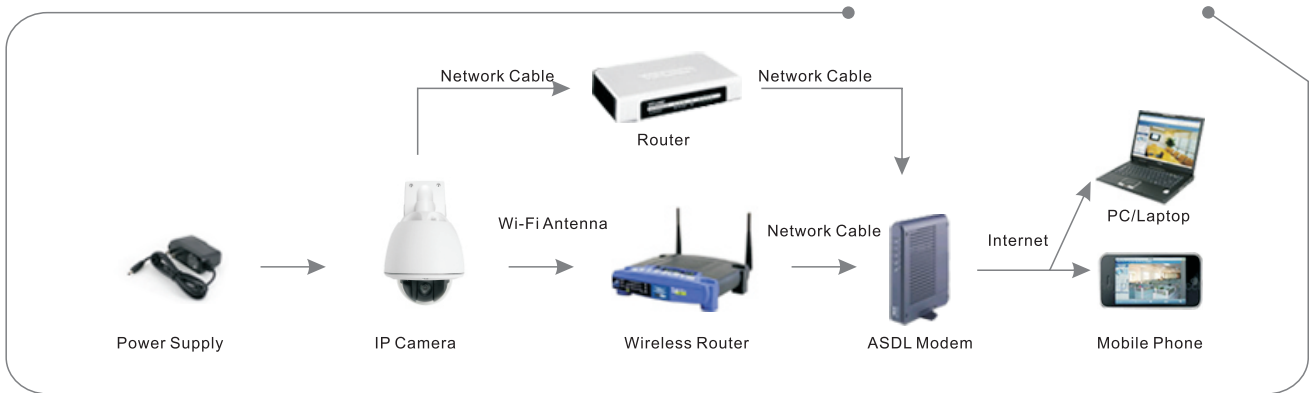 Network Cable
Network Cable
Router
Wi-Fi Antenna
Network Cable
Internet
PC/Laptop
Power Supply
IP Camera
Wireless Router
ASDL Modem
Mobile Phone